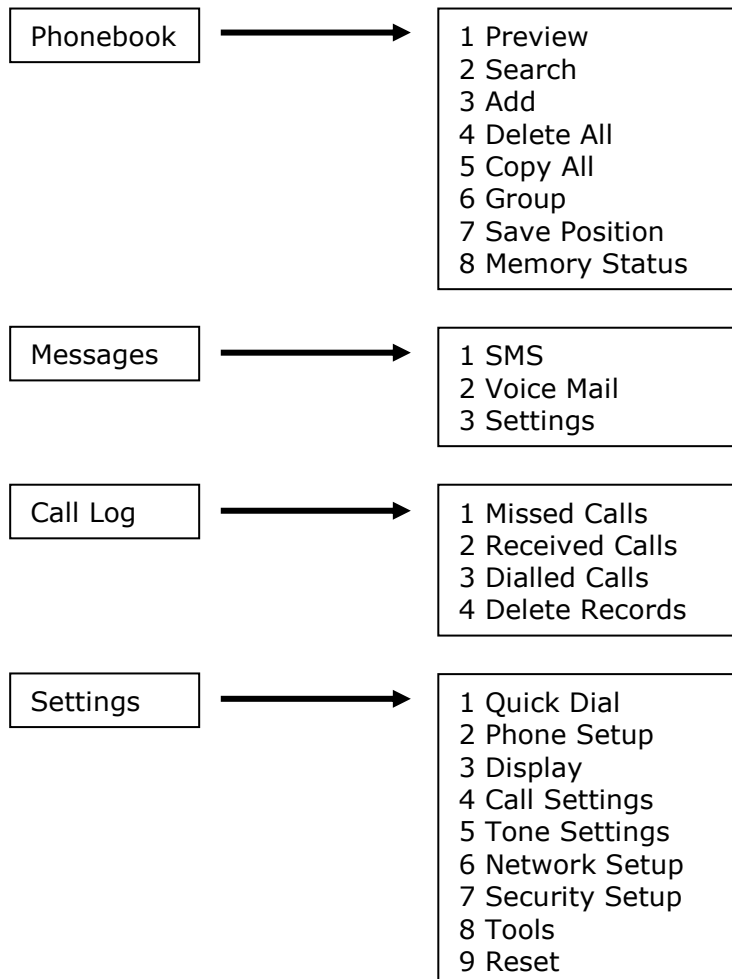 Phonebook
1 Preview
2 Search
3 Add
4 Delete All
5 Copy All
6 Group
7 Save Position
8 Memory Status
Messages
1 SMS
2 Voice Mail
3 Settings
Call Log
1 Missed Calls
2 Received Calls
3 Dialled Calls
4 Delete Records
Settings
1 Quick Dial
2 Phone Setup
3 Display
4 Call Settings
5 Tone Settings
6 Network Setup
7 Security Setup
8 Tools
9 Reset